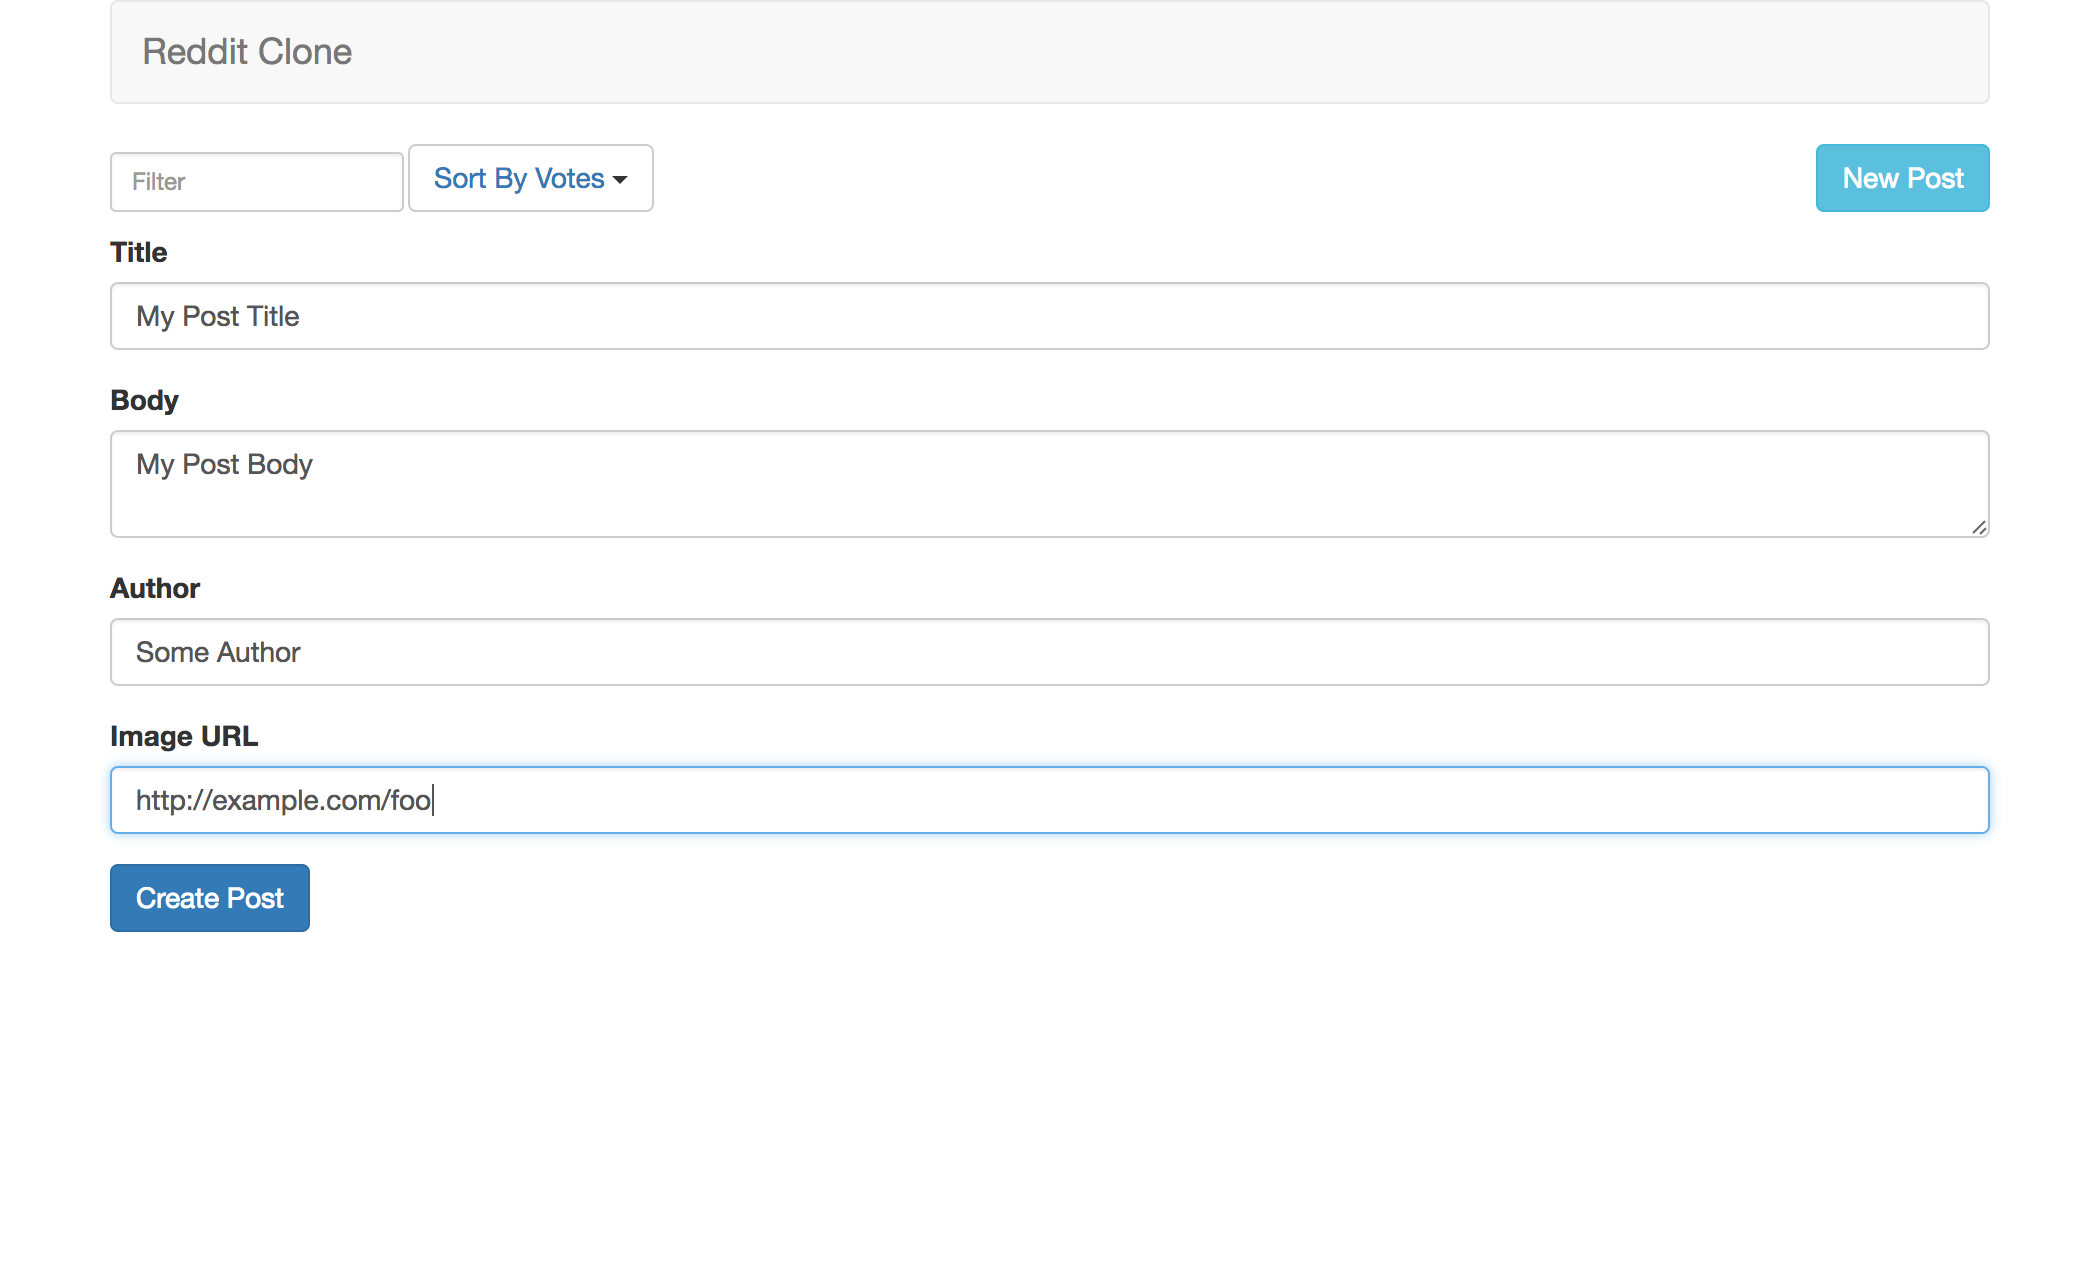 Reddit Clone
Filter
Sort By Votes
New Post
Title
My Post Title
Body
My Post Body
Author
Some Author
Image URL
http://example.com/foo
Create Post